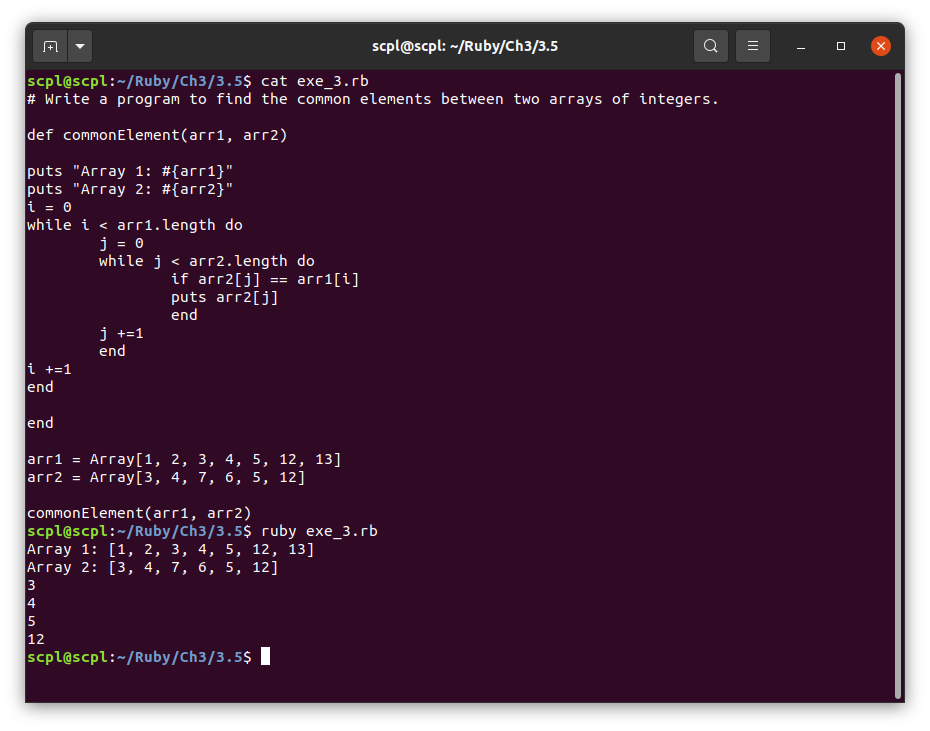 scpl@scpl: ~/Ruby/Ch3/3.5
scpl@scpl:~/Ruby/Ch3/3.5$ cat exe_3.rb
# Write a program to find the common elements between two arrays of integers.

def commonElement(arr1, arr2)

puts "Array 1: #{arr1}"
puts "Array 2: #{arr2}"
i = 0
while i < arr1.length do
        j = 0
        while j < arr2.length do
                if arr2[j] == arr1[i]
                puts arr2[j]
                end
        j +=1
        end
i +=1
end

end

arr1 = Array[1, 2, 3, 4, 5, 12, 13]
arr2 = Array[3, 4, 7, 6, 5, 12]

commonElement(arr1, arr2)
scpl@scpl:~/Ruby/Ch3/3.5$ ruby exe_3.rb
Array 1: [1, 2, 3, 4, 5, 12, 13]
Array 2: [3, 4, 7, 6, 5, 12]
3
4
5
12
scpl@scpl:~/Ruby/Ch3/3.5$